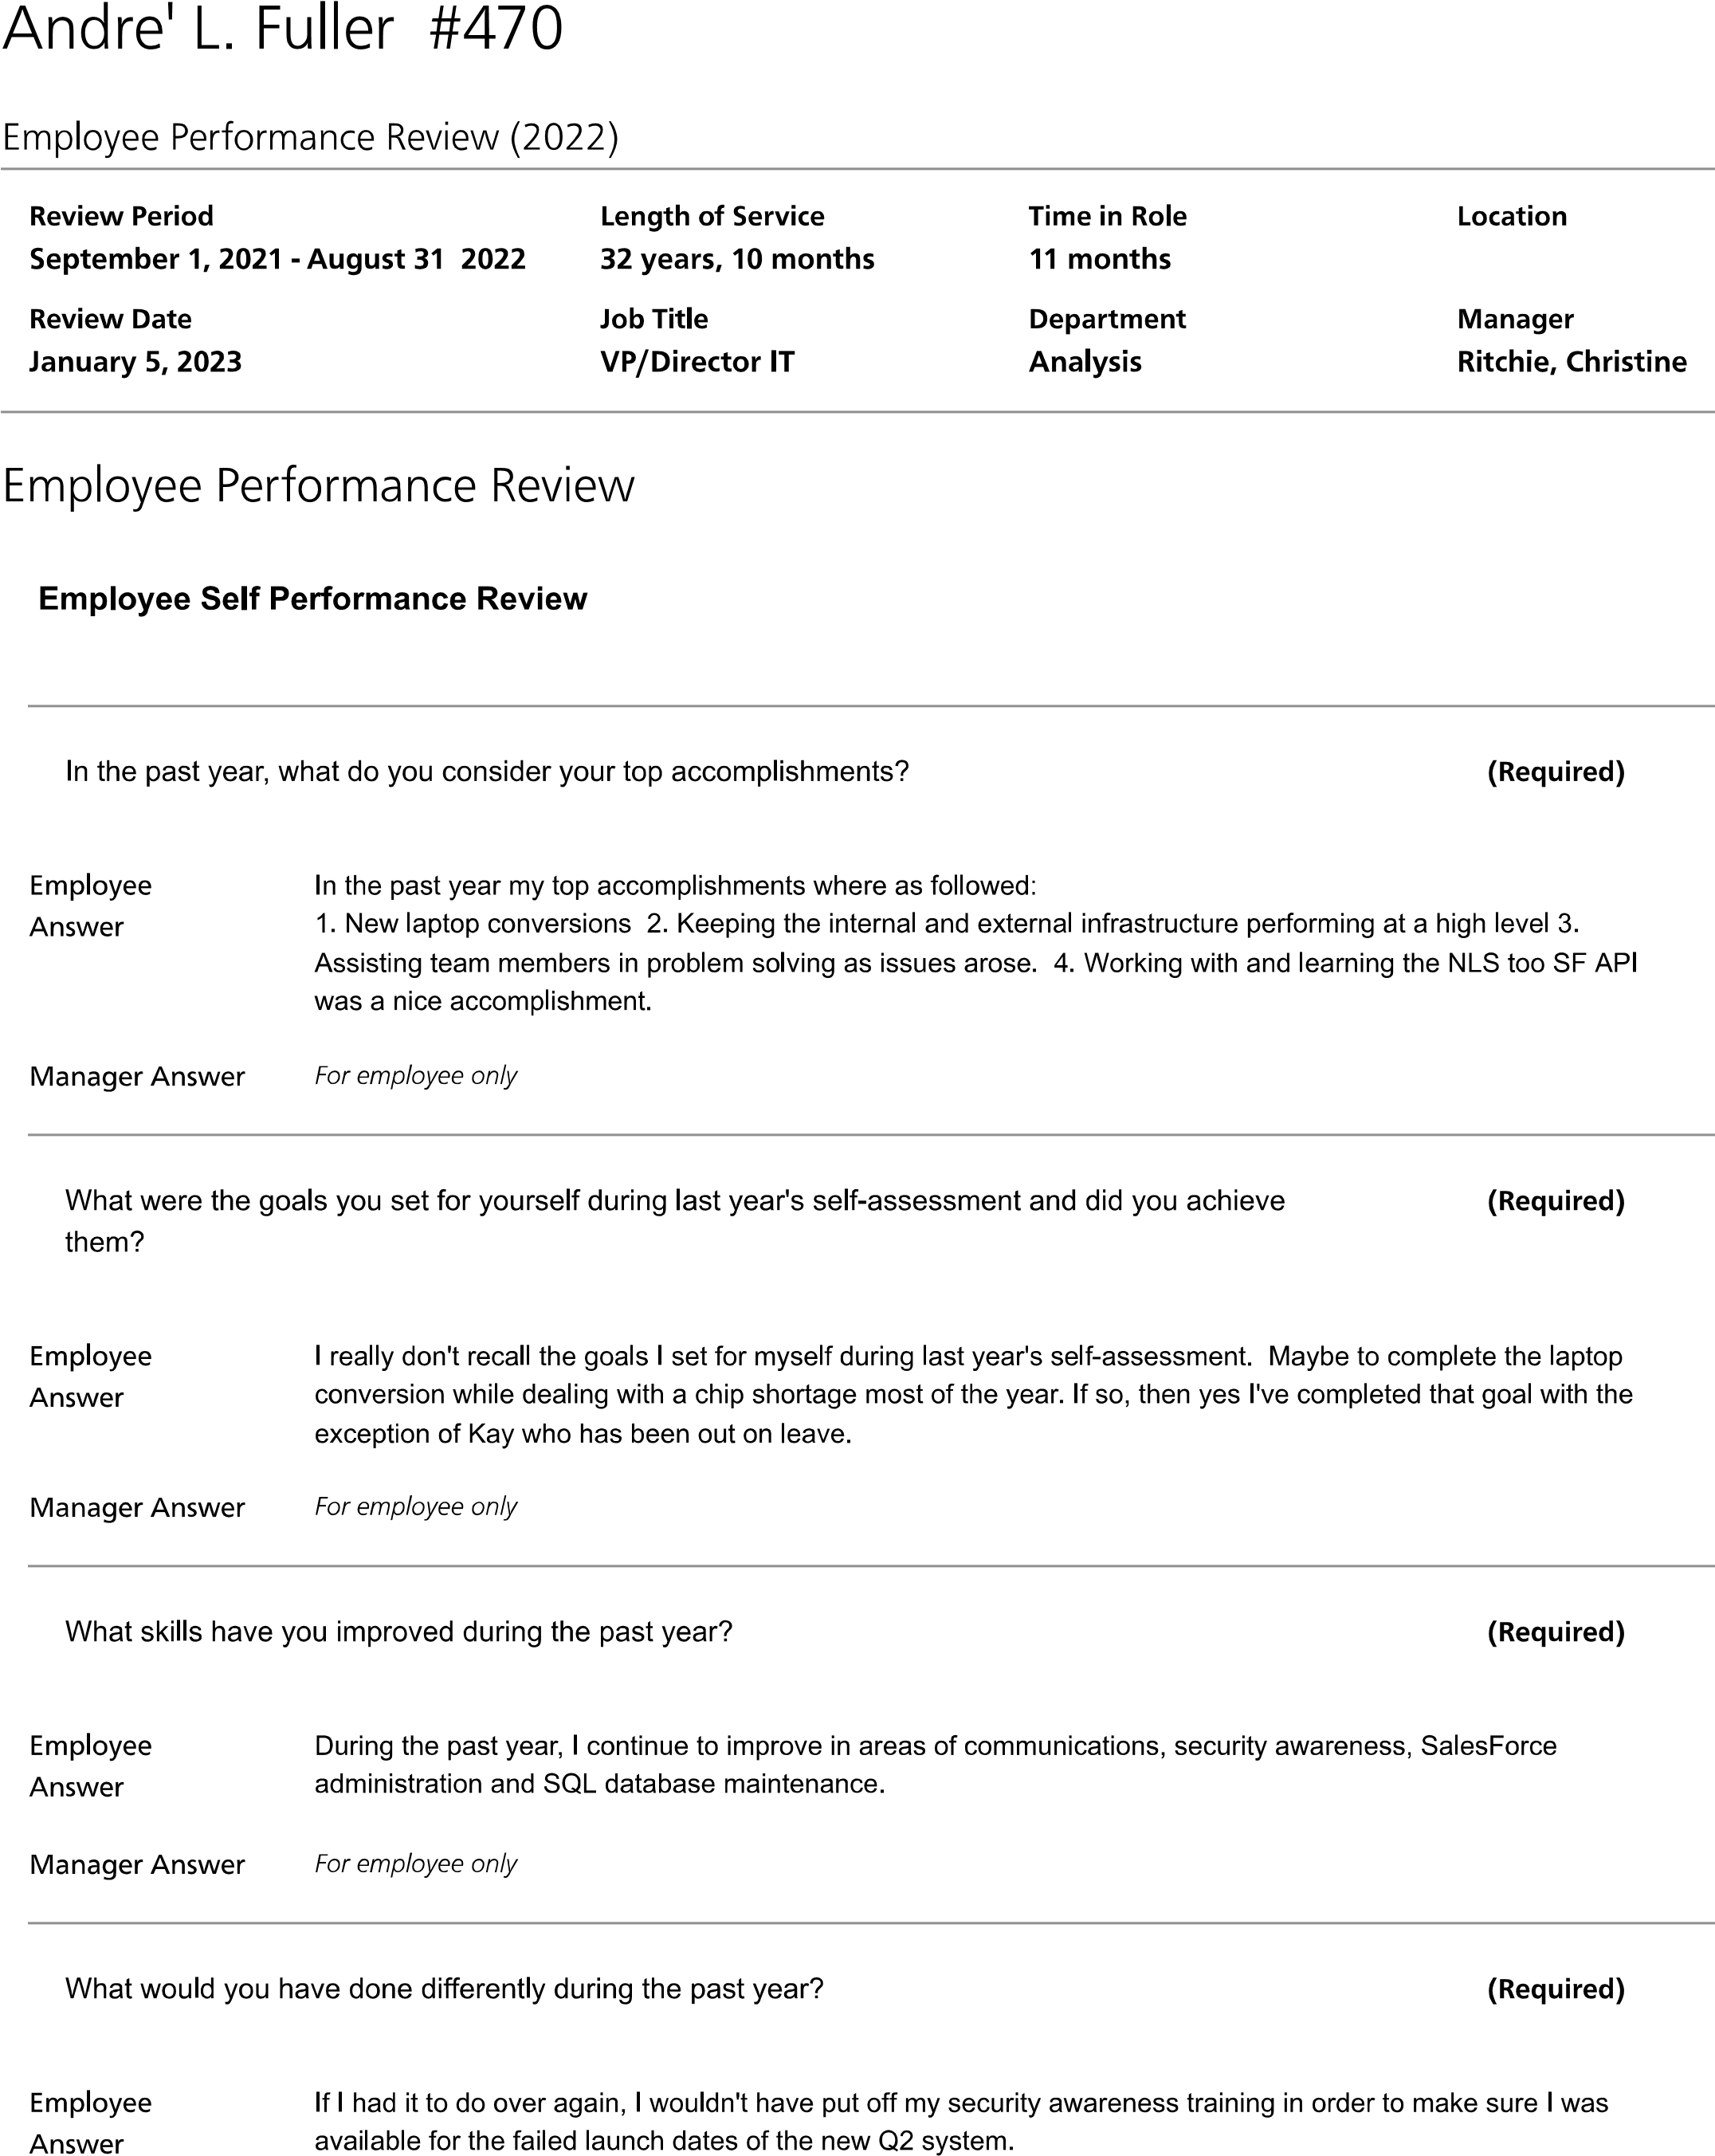 Andre' L. Fuller  #470
Employee Performance Review (2022)
Review Period Length of Service Time in Role Location
September 1, 2021 - August 31  2022 32 years, 10 months 11 months
Review Date Job Title Department Manager
January 5, 2023 VP/Director IT Analysis Ritchie, Christine
Employee Performance Review
Employee Self Performance Review
In the past year, what do you consider your top accomplishments? (Required)
Employee In the past year my top accomplishments where as followed:
Answer 1. New laptop conversions  2. Keeping the internal and external infrastructure performing at a high level 3.
Assisting team members in problem solving as issues arose.  4. Working with and learning the NLS too SF API
was a nice accomplishment.
Manager Answer For employee only
What were the goals you set for yourself during last year's self-assessment and did you achieve (Required)
them?
Employee I really don't recall the goals I set for myself during last year's self-assessment.  Maybe to complete the laptop
Answer conversion while dealing with a chip shortage most of the year. If so, then yes I've completed that goal with the
exception of Kay who has been out on leave.
Manager Answer For employee only
What skills have you improved during the past year? (Required)
Employee During the past year, I continue to improve in areas of communications, security awareness, SalesForce
Answer administration and SQL database maintenance.
Manager Answer For employee only
What would you have done differently during the past year? (Required)
Employee If I had it to do over again, I wouldn't have put off my security awareness training in order to make sure I was
Answer available for the failed launch dates of the new Q2 system.